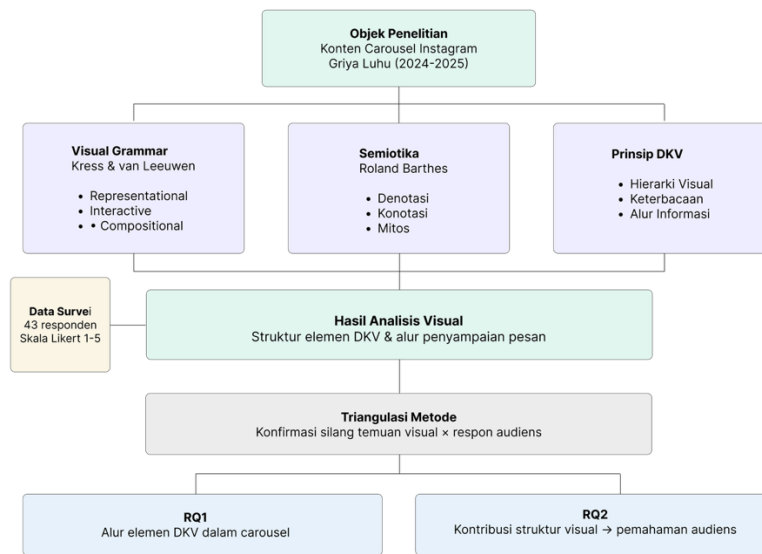 Objek Penelitian
Konten Carousel Instagram
Griya Luhu (2024-2025)
Visual Grammar
Kress & van Leeuwen
• Representational
• Interactive
• • Compositional
Semiotika
Roland Barthes
• Denotasi
• Konotasi
• Mitos
Prinsip DKV
• Hierarki Visual
• Keterbacaan
• Alur Informasi
Data Survei
43 responden
Skala Likert 1-5
Hasil Analisis Visual
Struktur elemen DKV & alur penyampaian pesan
Triangulasi Metode
Konfirmasi silang temuan visual × respon audiens
RQ1
Alur elemen DKV dalam carousel
RQ2
Kontribusi struktur visual → pemahaman audiens